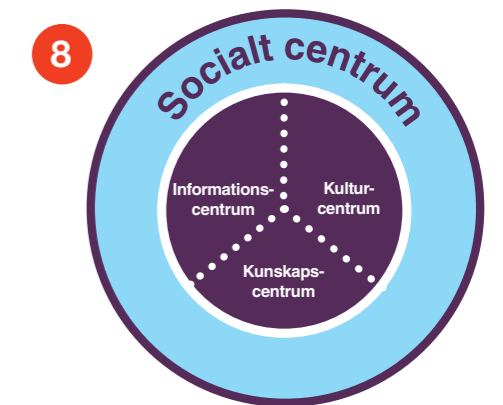 8
Socialt centrum
Informations-
centrum
Kultur-
centrum
Kunskaps-
centrum